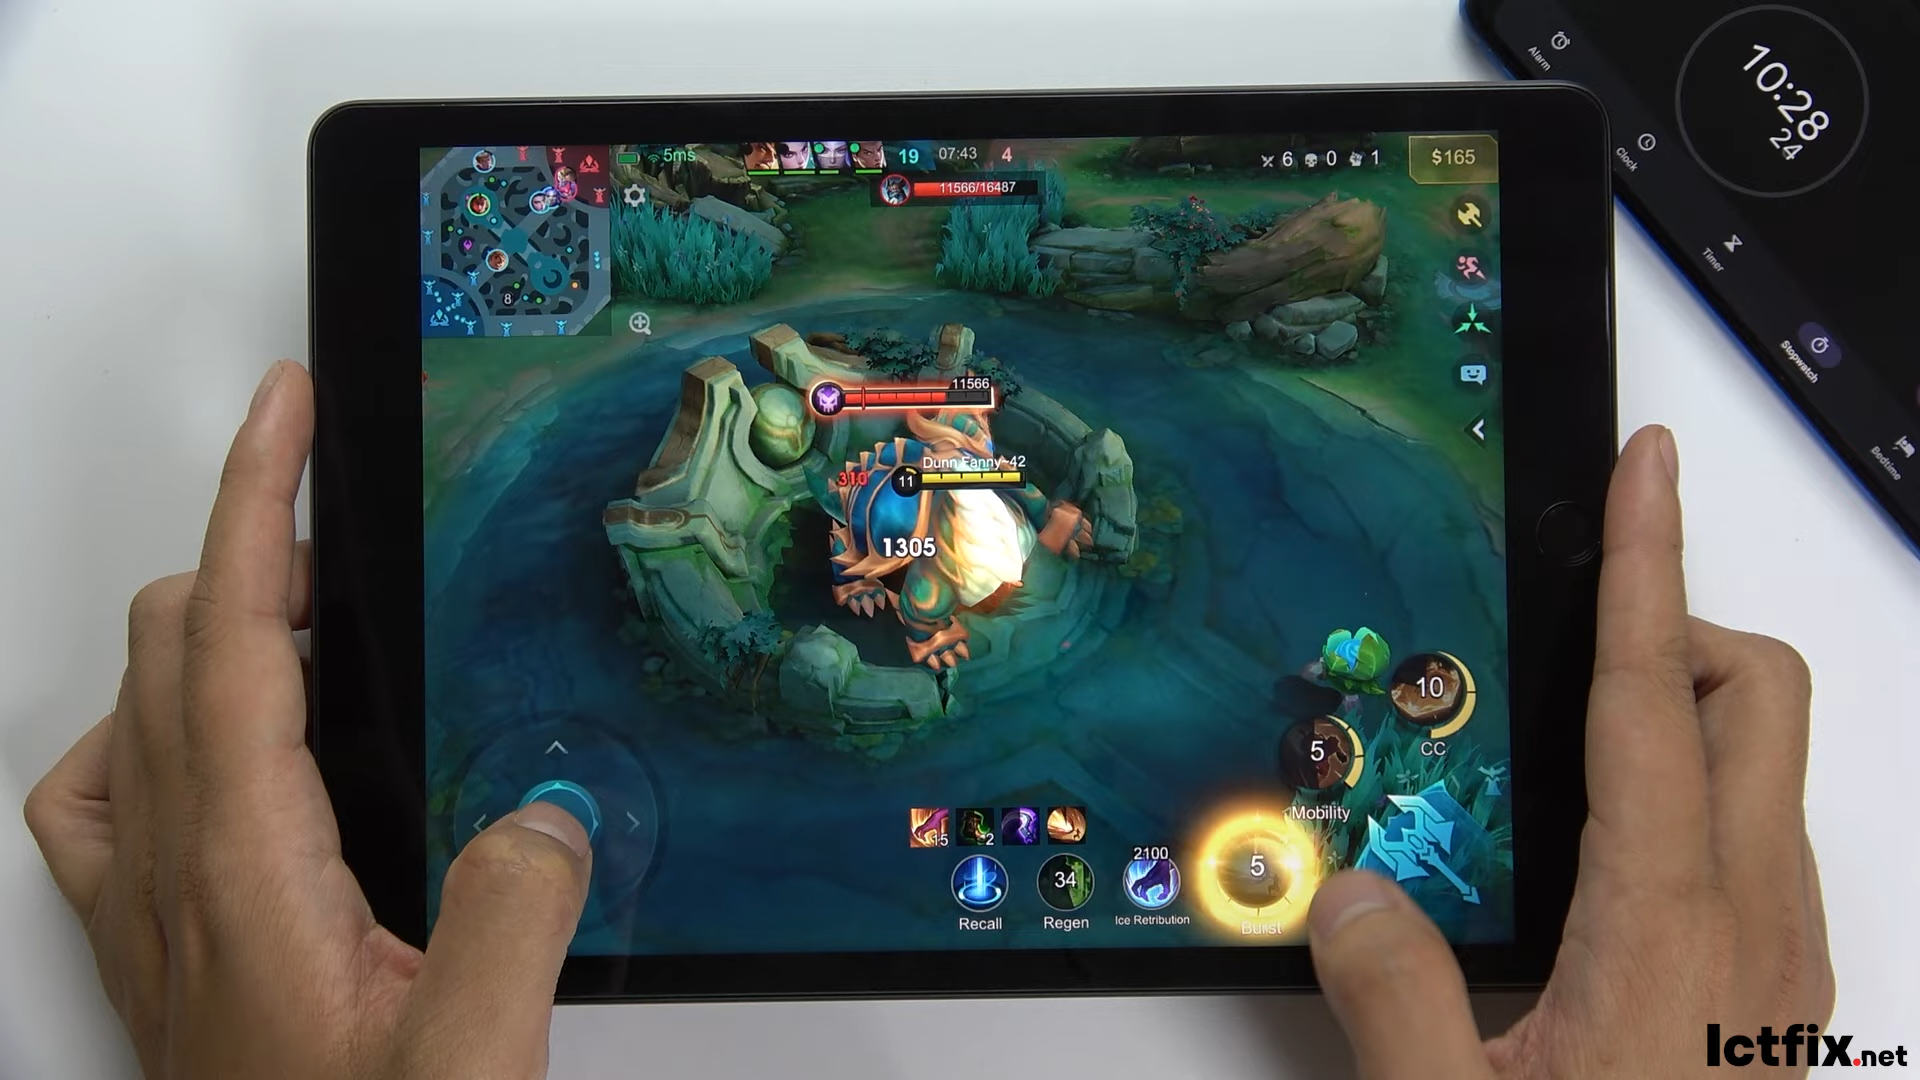 Alarm
10:28
24
Clock
Timer
Stopwatch
Bedtime
5ms
19 07:43 4
6 0 1
$165
11566/16487
8
11566
Dunn Fanny~42
310
11
1305
10
CC
5
Mobility
15
2
2100
34
5
Recall
Regen
Ice Retribution
Burst
Ictfix.net